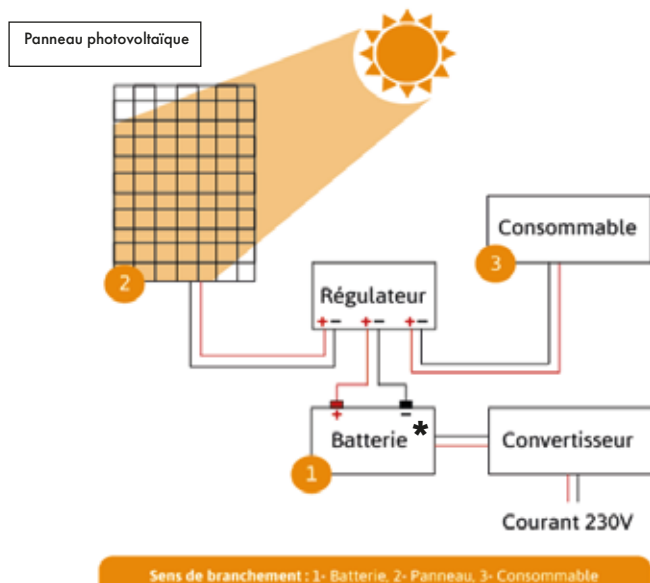 Panneau photovoltaïque
2
Consommable
3
Régulateur
+ − + − + −
+ −
Batterie *
1
Convertisseur
Courant 230V
Sens de branchement : 1- Batterie, 2- Panneau, 3- Consommable